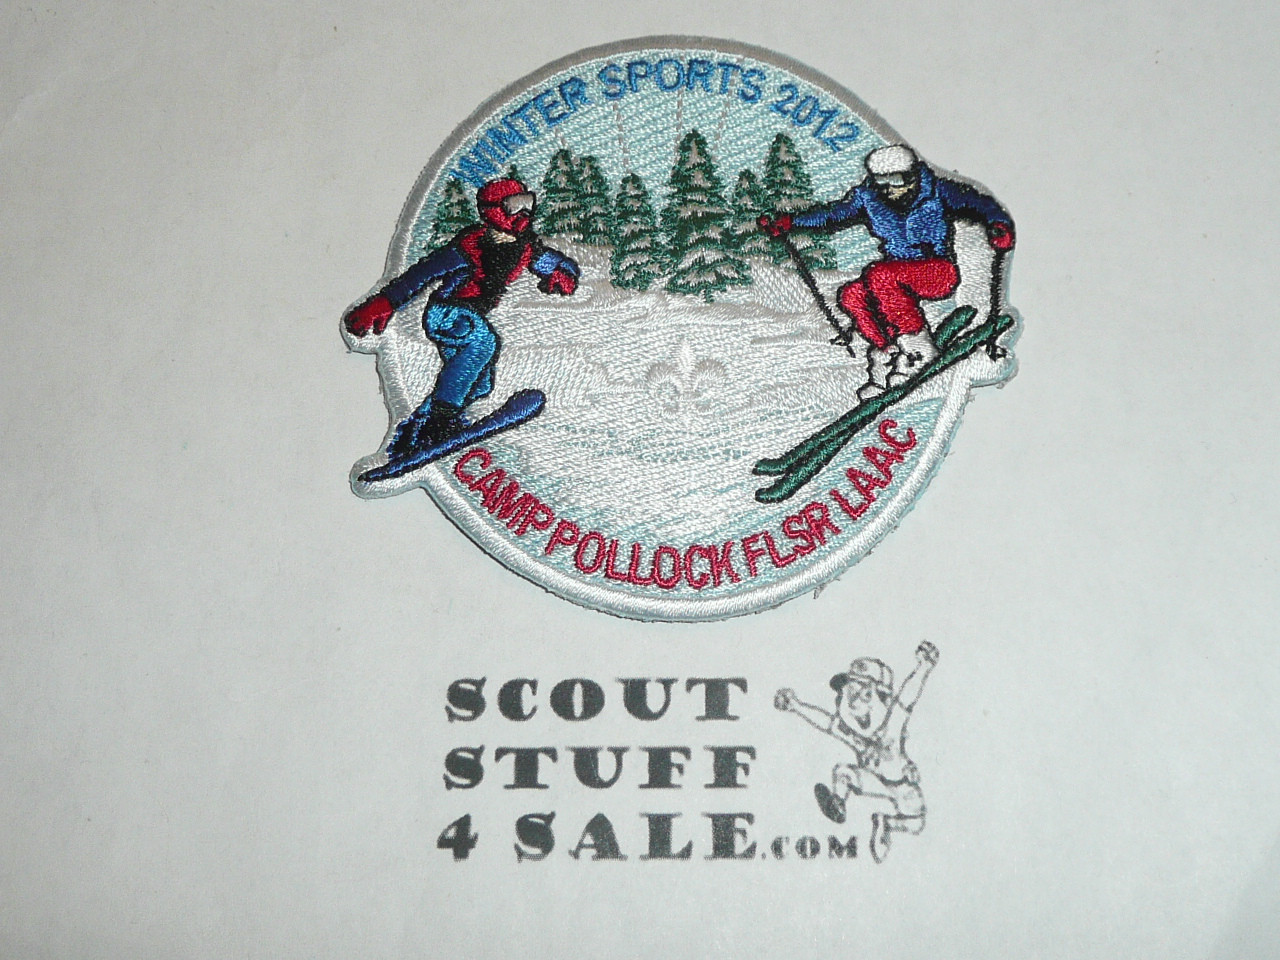 WINTER SPORTS 2012
CAMP POLLOCK FLSR LAAC
SCOUT
STUFF
4 SALE.COM